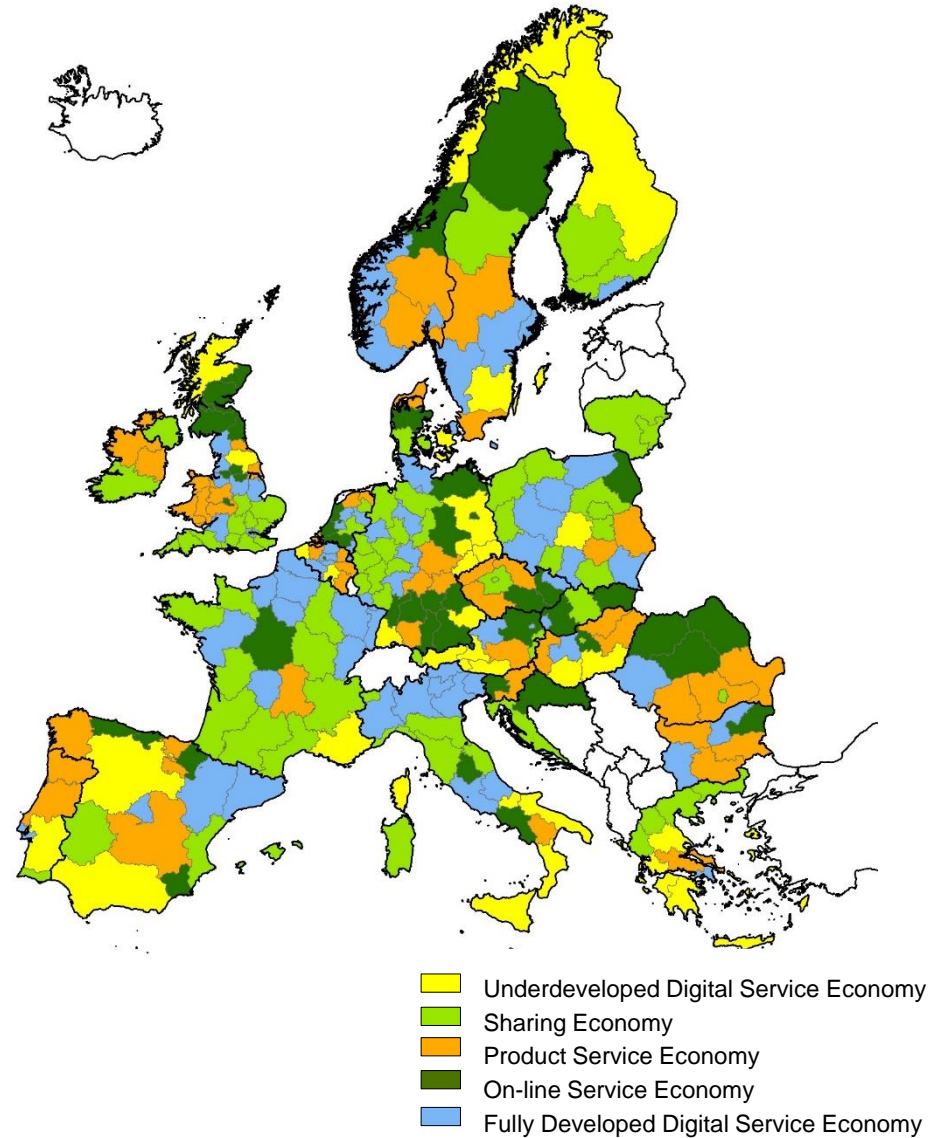 Underdeveloped Digital Service Economy
Sharing Economy
Product Service Economy
On-line Service Economy
Fully Developed Digital Service Economy